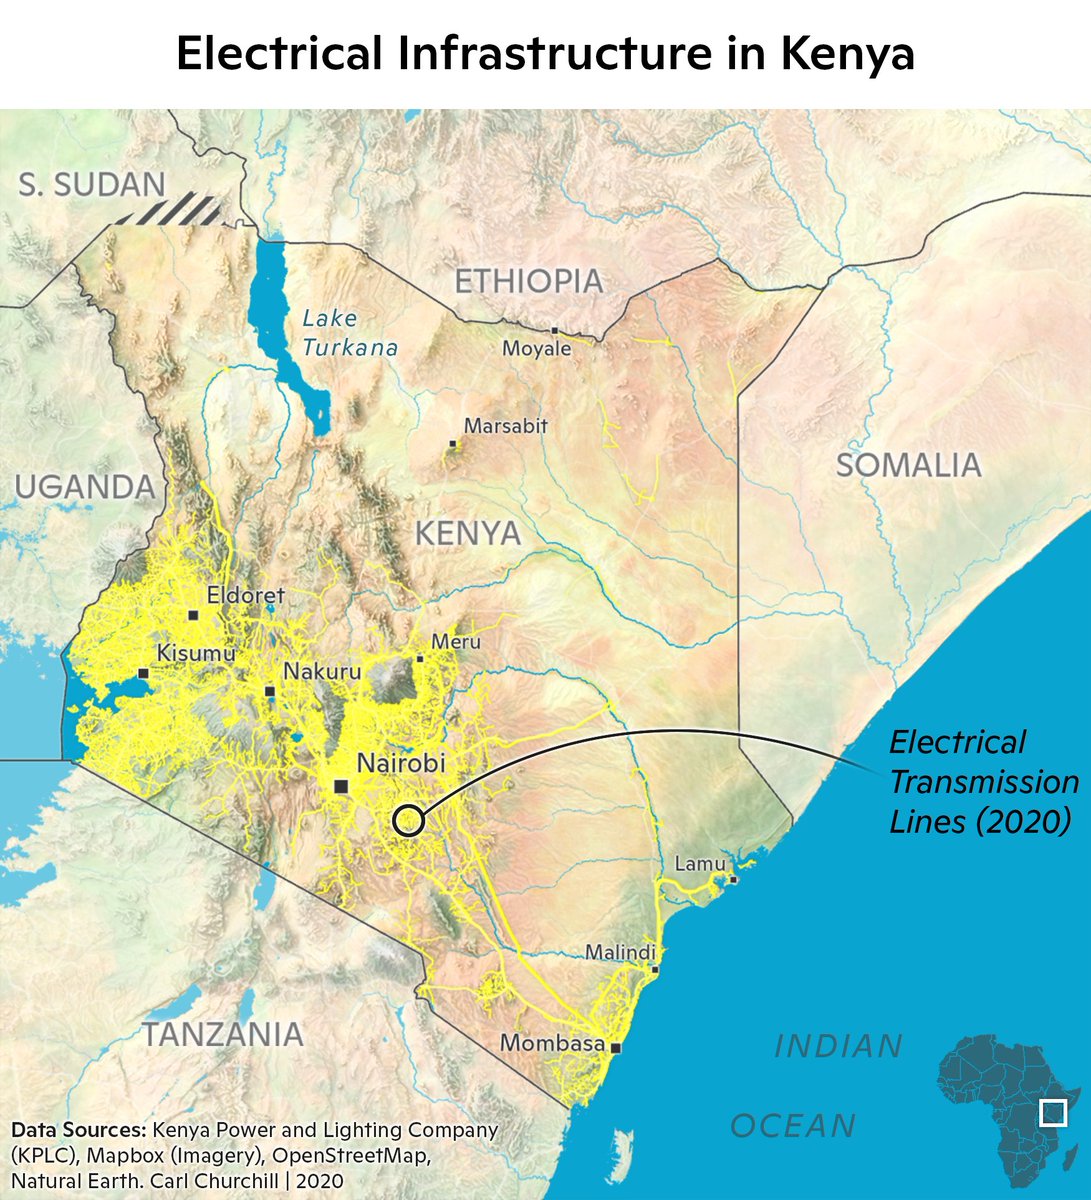 Electrical Infrastructure in Kenya
S. SUDAN
ETHIOPIA
Lake
Turkana
Moyale
Marsabit
SOMALIA
UGANDA
KENYA
Eldoret
Meru
Kisumu
Nakuru
Nairobi
Electrical
Transmission
Lines (2020)
Lamu
Malindi
TANZANIA
Mombasa
INDIAN
OCEAN
Data Sources: Kenya Power and Lighting Company
(KPLC), Mapbox (Imagery), OpenStreetMap,
Natural Earth. Carl Churchill | 2020